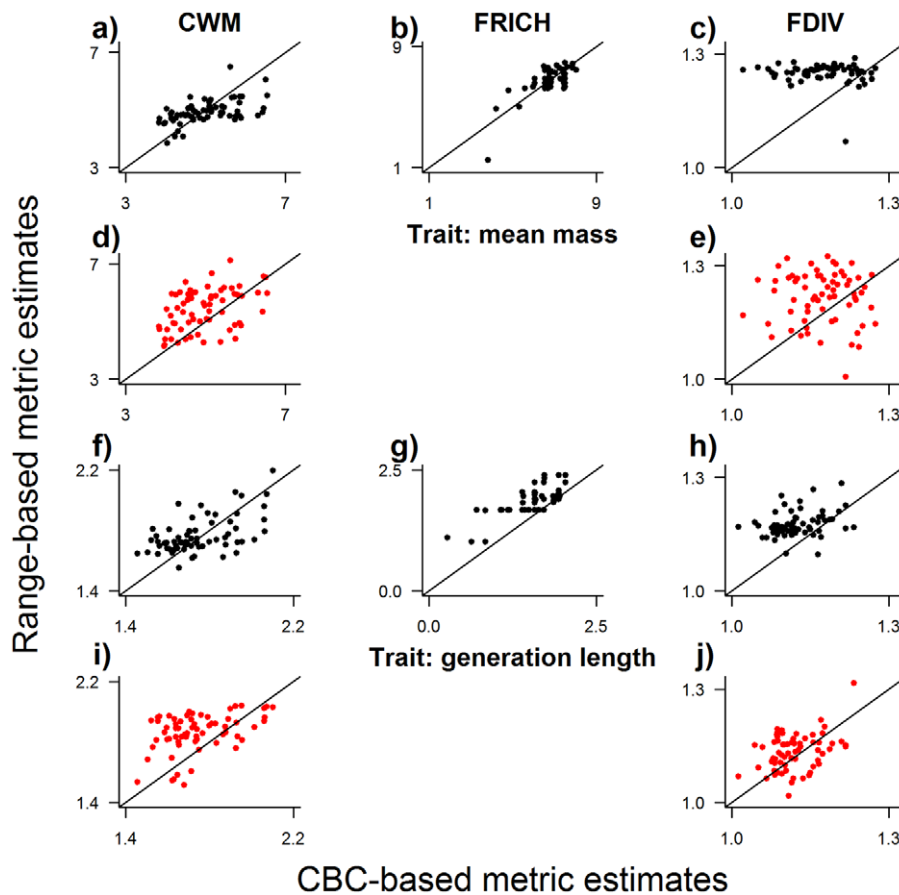 CWM FRICH FDIV
a) b) c)
7 9 1.3
3 1 1.0
3 7 1 9 1.0 1.3
Trait: mean mass
d) e)
7 1.3
3 1.0
3 7 1.0 1.3
f) g) h)
2.2 2.5 1.3
1.4 0.0 1.0
1.4 2.2 0.0 2.5 1.0 1.3
Trait: generation length
i) j)
2.2 1.3
1.4 1.0
1.4 2.2 1.0 1.3
Range-based metric estimates
CBC-based metric estimates